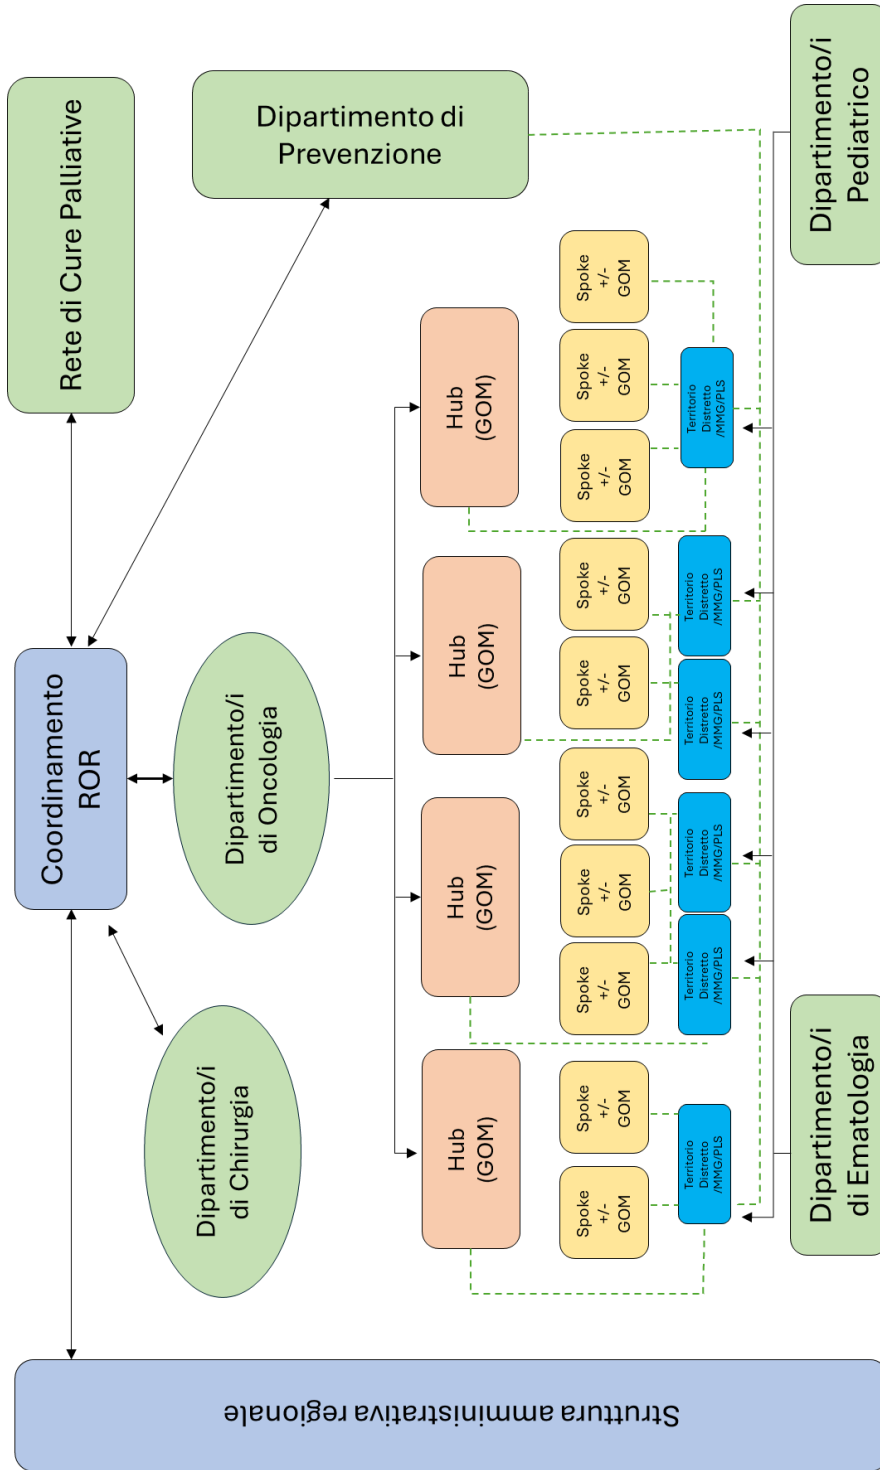 Struttura amministrativa regionale
Coordinamento
ROR
Rete di Cure Palliative
Dipartimento/i
di Chirurgia
Dipartimento/i
di Oncologia
Dipartimento di
Prevenzione
Hub
(GOM)
Hub
(GOM)
Hub
(GOM)
Hub
(GOM)
Spoke
+/-
GOM
Spoke
+/-
GOM
Spoke
+/-
GOM
Spoke
+/-
GOM
Spoke
+/-
GOM
Spoke
+/-
GOM
Spoke
+/-
GOM
Spoke
+/-
GOM
Spoke
+/-
GOM
Spoke
+/-
GOM
Territorio
Distretto
/MMG/PLS
Territorio
Distretto
/MMG/PLS
Territorio
Distretto
/MMG/PLS
Territorio
Distretto
/MMG/PLS
Territorio
Distretto
/MMG/PLS
Territorio
Distretto
/MMG/PLS
Dipartimento/i
di Ematologia
Dipartimento/i
Pediatrico